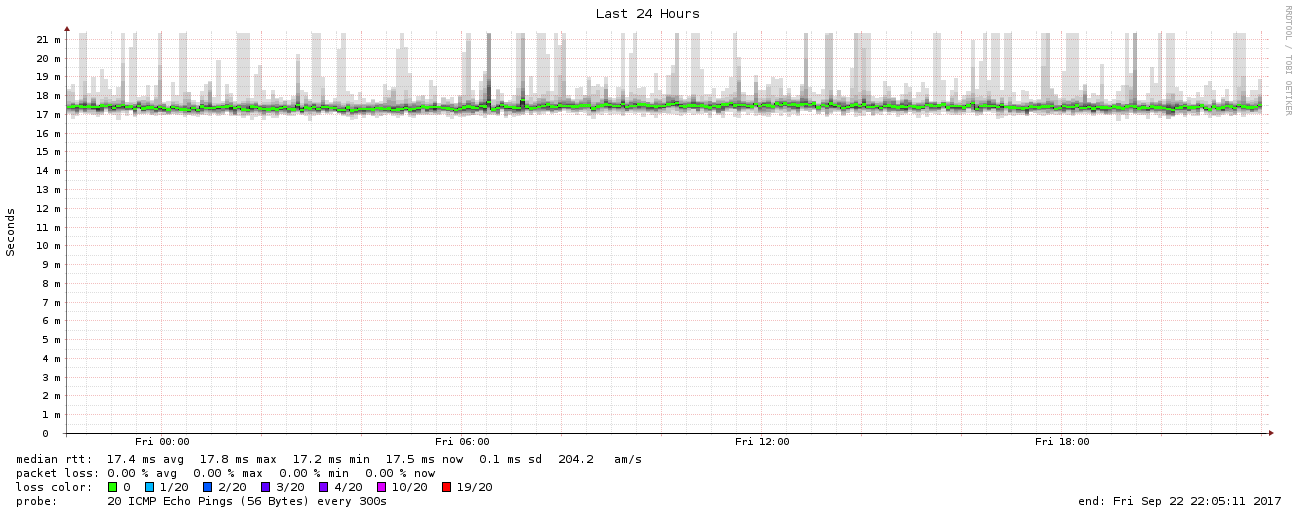 Last 24 Hours
RRDTOOL / TOBI OETIKER
Seconds
21 m
20 m
19 m
18 m
17 m
16 m
15 m
14 m
13 m
12 m
11 m
10 m
9 m
8 m
7 m
6 m
5 m
4 m
3 m
2 m
1 m
0
Fri 00:00 Fri 06:00 Fri 12:00 Fri 18:00
median rtt: 17.4 ms avg 17.8 ms max 17.2 ms min 17.5 ms now 0.1 ms sd 204.2 am/s
packet loss: 0.00 % avg 0.00 % max 0.00 % min 0.00 % now
loss color: 0 1/20 2/20 3/20 4/20 10/20 19/20
probe: 20 ICMP Echo Pings (56 Bytes) every 300s end: Fri Sep 22 22:05:11 2017